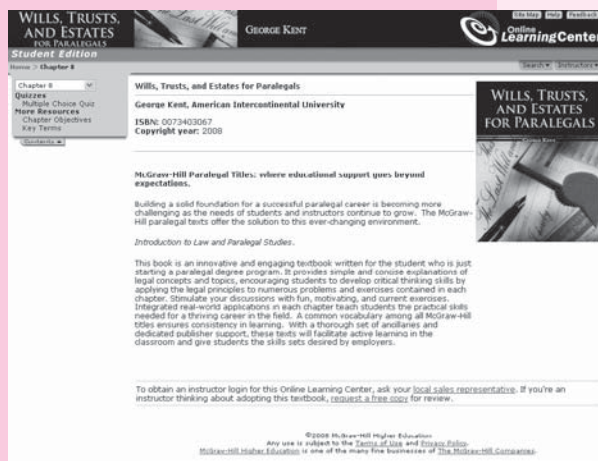 WILLS, TRUSTS,
AND ESTATES
FOR PARALEGALS
GEORGE KENT
Site Map Help Feedback
Online
LearningCenter
Student Edition
Home > Chapter 8
Search Instructors
Chapter 8
Quizzes
Multiple Choice Quiz
More Resources
Chapter Objectives
Key Terms
Contents
Wills, Trusts, and Estates for Paralegals
George Kent, American Intercontinental University
ISBN: 0073403067
Copyright year: 2008
McGraw-Hill Paralegal Titles: where educational support goes beyond
expectations.
Building a solid foundation for a successful paralegal career is becoming more
challenging as the needs of students and instructors continue to grow. The McGraw-
Hill paralegal texts offer the solution to this ever-changing environment.
Introduction to Law and Paralegal Studies.
This book is an innovative and engaging textbook written for the student who is just
starting a paralegal degree program. It provides simple and concise explanations of
legal concepts and topics, encouraging students to develop critical thinking skills by
applying the legal principles to numerous problems and exercises contained in each
chapter. Stimulate your discussions with fun, motivating, and current exercises.
Integrated real-world applications in each chapter teach students the practical skills
needed for a thriving career in the field. A common vocabulary among all McGraw-Hill
titles ensures consistency in learning. With a thorough set of ancillaries and
dedicated publisher support, these texts will facilitate active learning in the
classroom and give students the skills sets desired by employers.
WILLS, TRUSTS,
AND ESTATES
FOR PARALEGALS
George Kent
To obtain an instructor login for this Online Learning Center, ask your local sales representative. If you're an
instructor thinking about adopting this textbook, request a free copy for review.
©2008 McGraw-Hill Higher Education
Any use is subject to the Terms of Use and Privacy Policy.
McGraw-Hill Higher Education is one of the many fine businesses of The McGraw-Hill Companies.